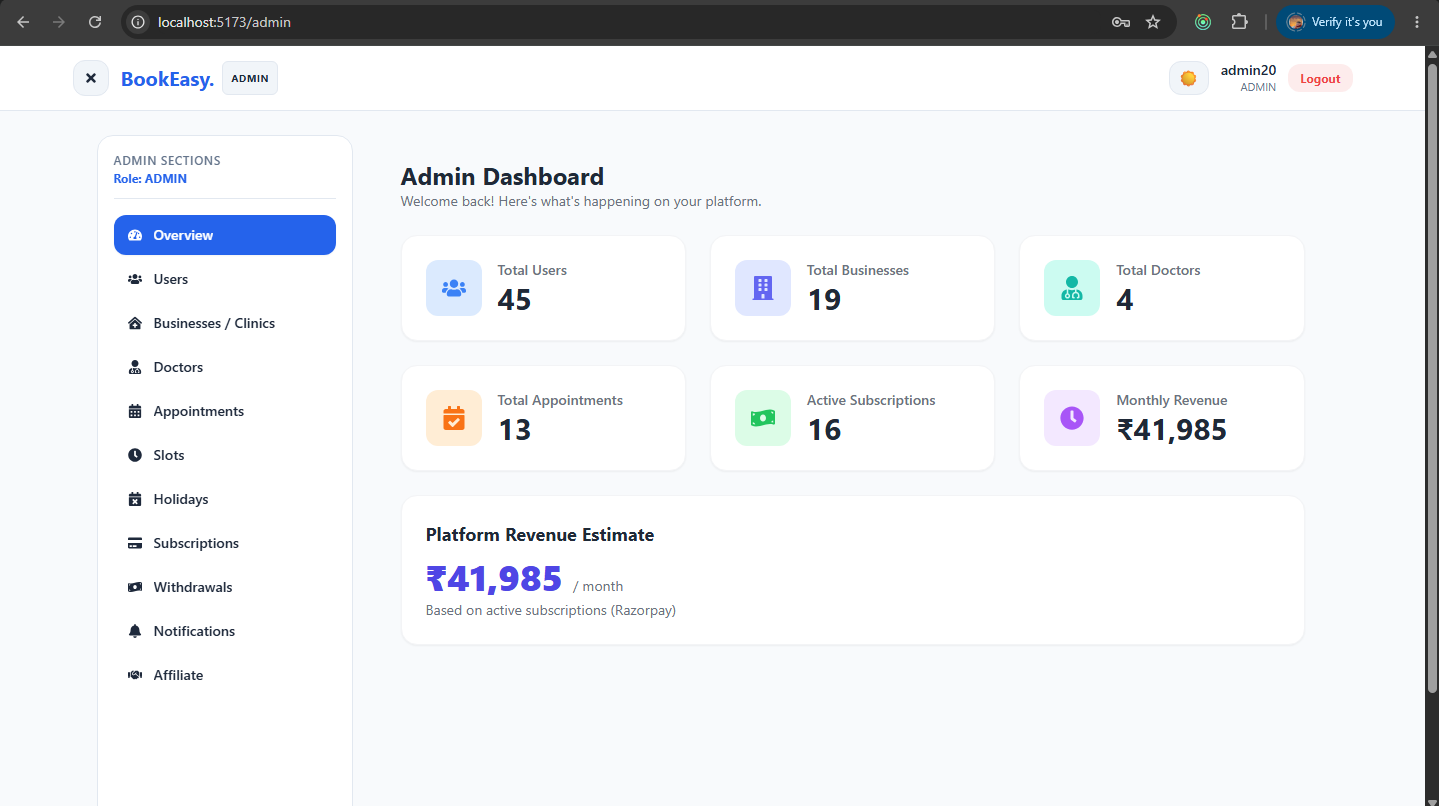 localhost:5173/admin
Verify it's you
BookEasy.
ADMIN
admin20
ADMIN
Logout
ADMIN SECTIONS
Role: ADMIN
Overview
Users
Businesses / Clinics
Doctors
Appointments
Slots
Holidays
Subscriptions
Withdrawals
Notifications
Affiliate
Admin Dashboard
Welcome back! Here's what's happening on your platform.
Total Users
45
Total Businesses
19
Total Doctors
4
Total Appointments
13
Active Subscriptions
16
Monthly Revenue
₹41,985
Platform Revenue Estimate
₹41,985 / month
Based on active subscriptions (Razorpay)